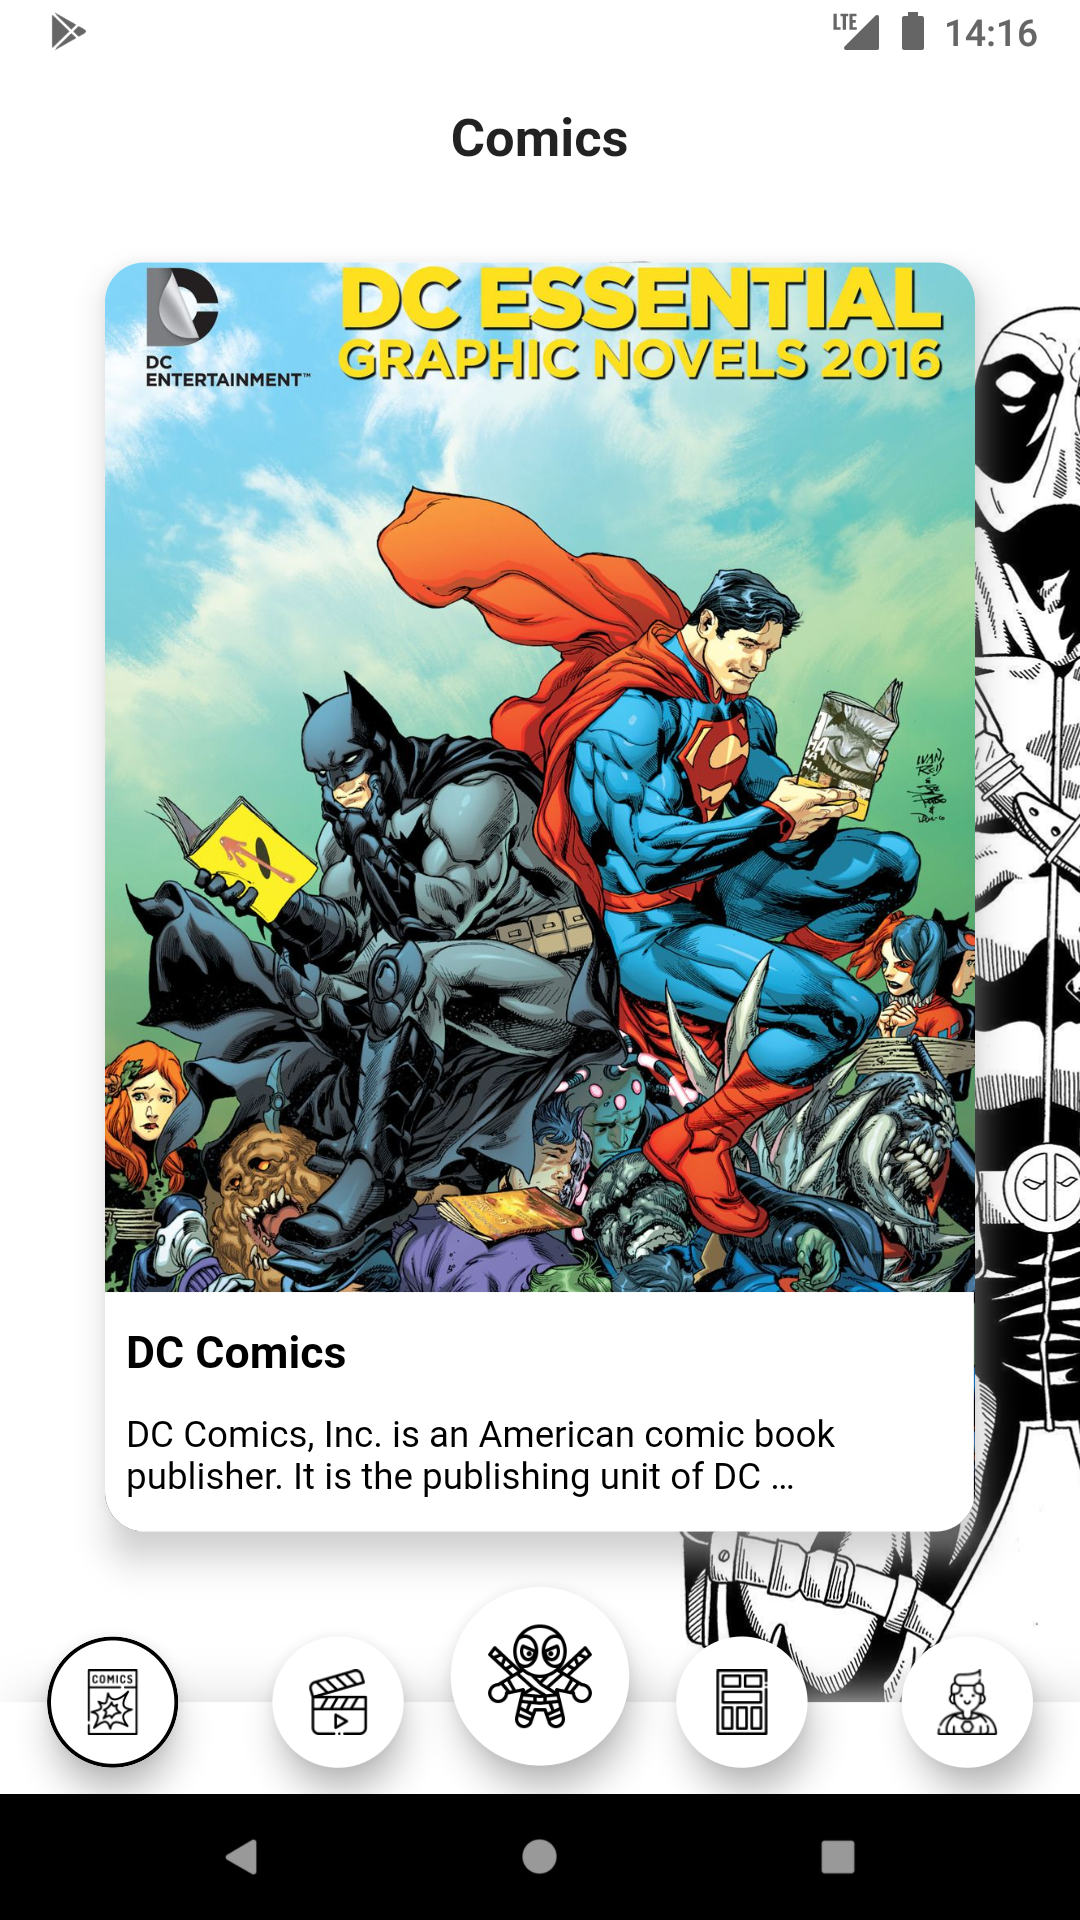 LTE
14:16
Comics
DC
ENTERTAINMENT™
DC ESSENTIAL
GRAPHIC NOVELS 2016
DC Comics
DC Comics, Inc. is an American comic book
publisher. It is the publishing unit of DC ...
COMICS